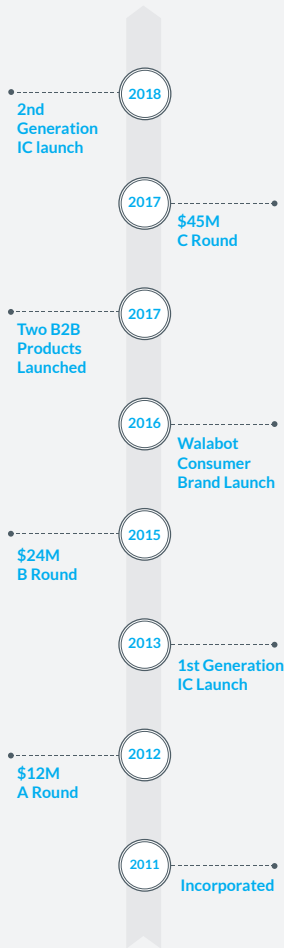 2018
2nd
Generation
IC launch
2017
$45M
C Round
2017
Two B2B
Products
Launched
2016
Walabot
Consumer
Brand Launch
2015
$24M
B Round
2013
1st Generation
IC Launch
2012
$12M
A Round
2011
Incorporated